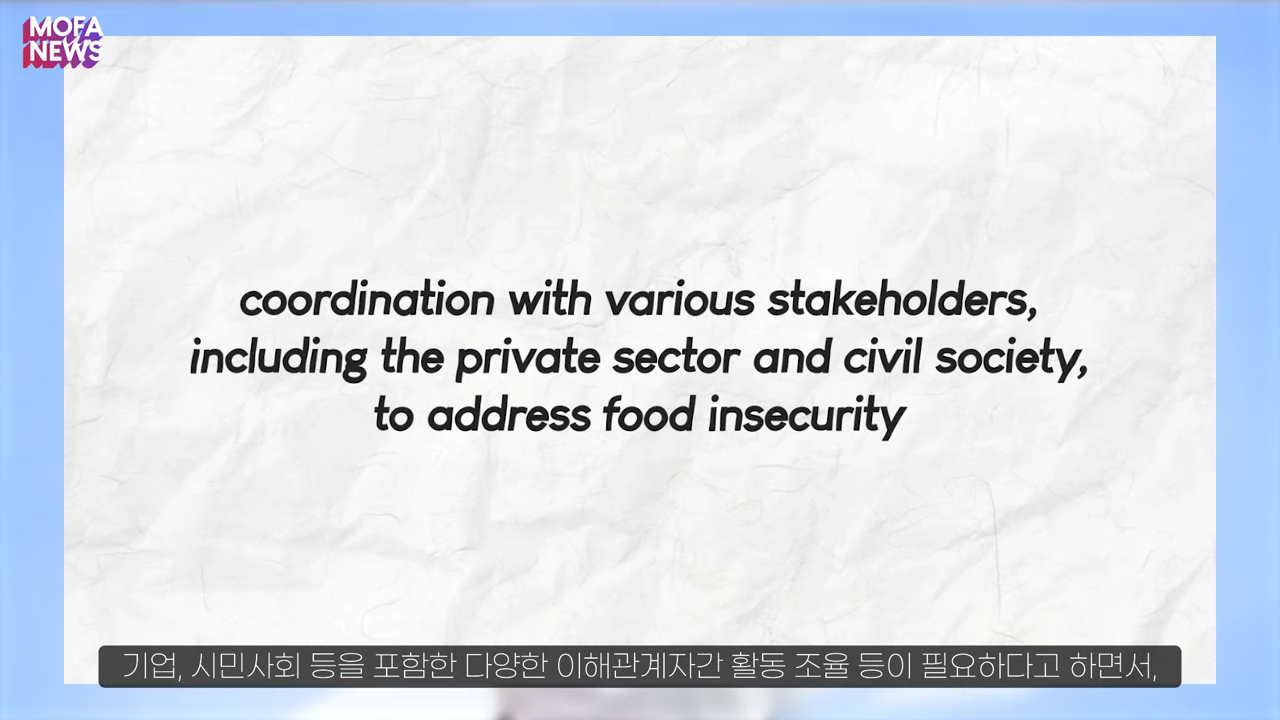 MOFA
NEWS
coordination with various stakeholders,
including the private sector and civil society,
to address food insecurity
기업, 시민사회 등을 포함한 다양한 이해관계자간 활동 조율 등이 필요하다고 하면서,